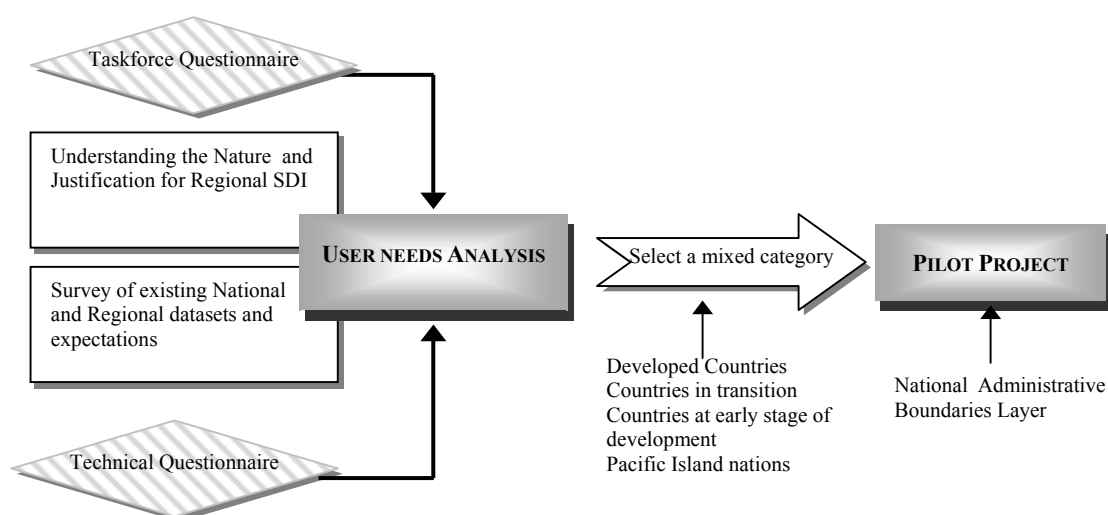 Taskforce Questionnaire
Understanding the Nature and
Justification for Regional SDI
USER NEEDS ANALYSIS
Survey of existing National
and Regional datasets and
expectations
Technical Questionnaire
Select a mixed category
Developed Countries
Countries in transition
Countries at early stage of
development
Pacific Island nations
PILOT PROJECT
National Administrative
Boundaries Layer